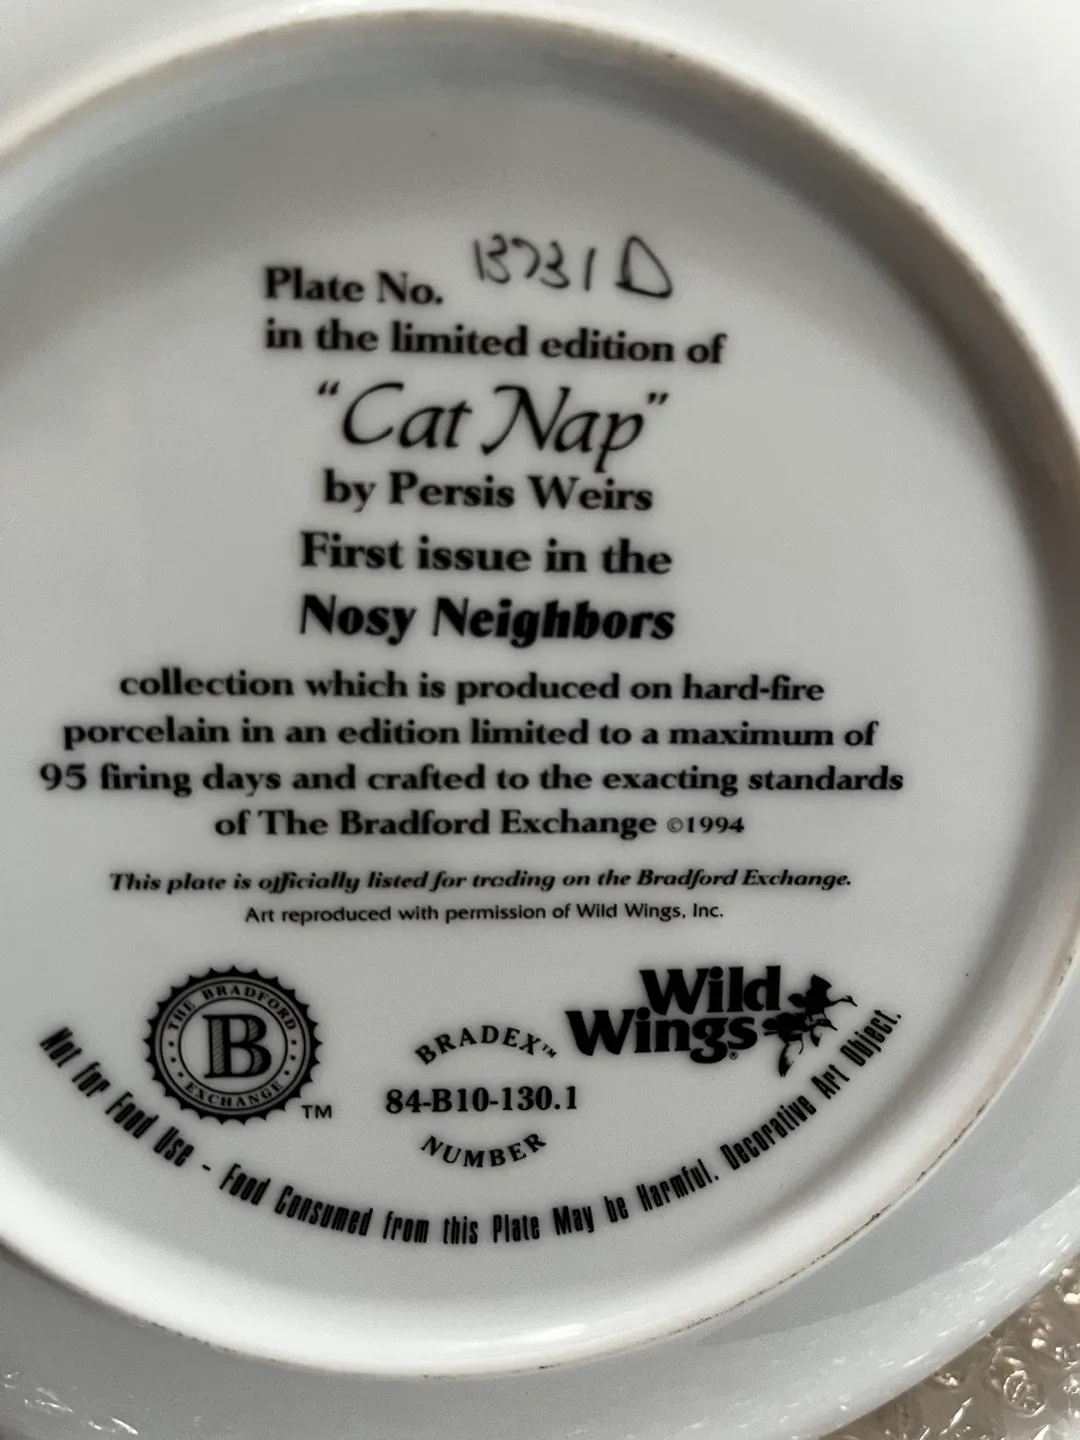 Plate No. 13731 D
in the limited edition of
"Cat Nap"
by Persis Weirs
First issue in the
Nosy Neighbors
collection which is produced on hard-fire
porcelain in an edition limited to a maximum of
95 firing days and crafted to the exacting standards
of The Bradford Exchange ©1994
This plate is officially listed for trading on the Bradford Exchange.
Art reproduced with permission of Wild Wings, Inc.
THE BRADFORD
B
EXCHANGE
TM
BRADEX™
84-B10-130.1
NUMBER
Wild
Wings®
Not for Food Use - Food Consumed from this Plate May be Harmful. Decorative Art Object.